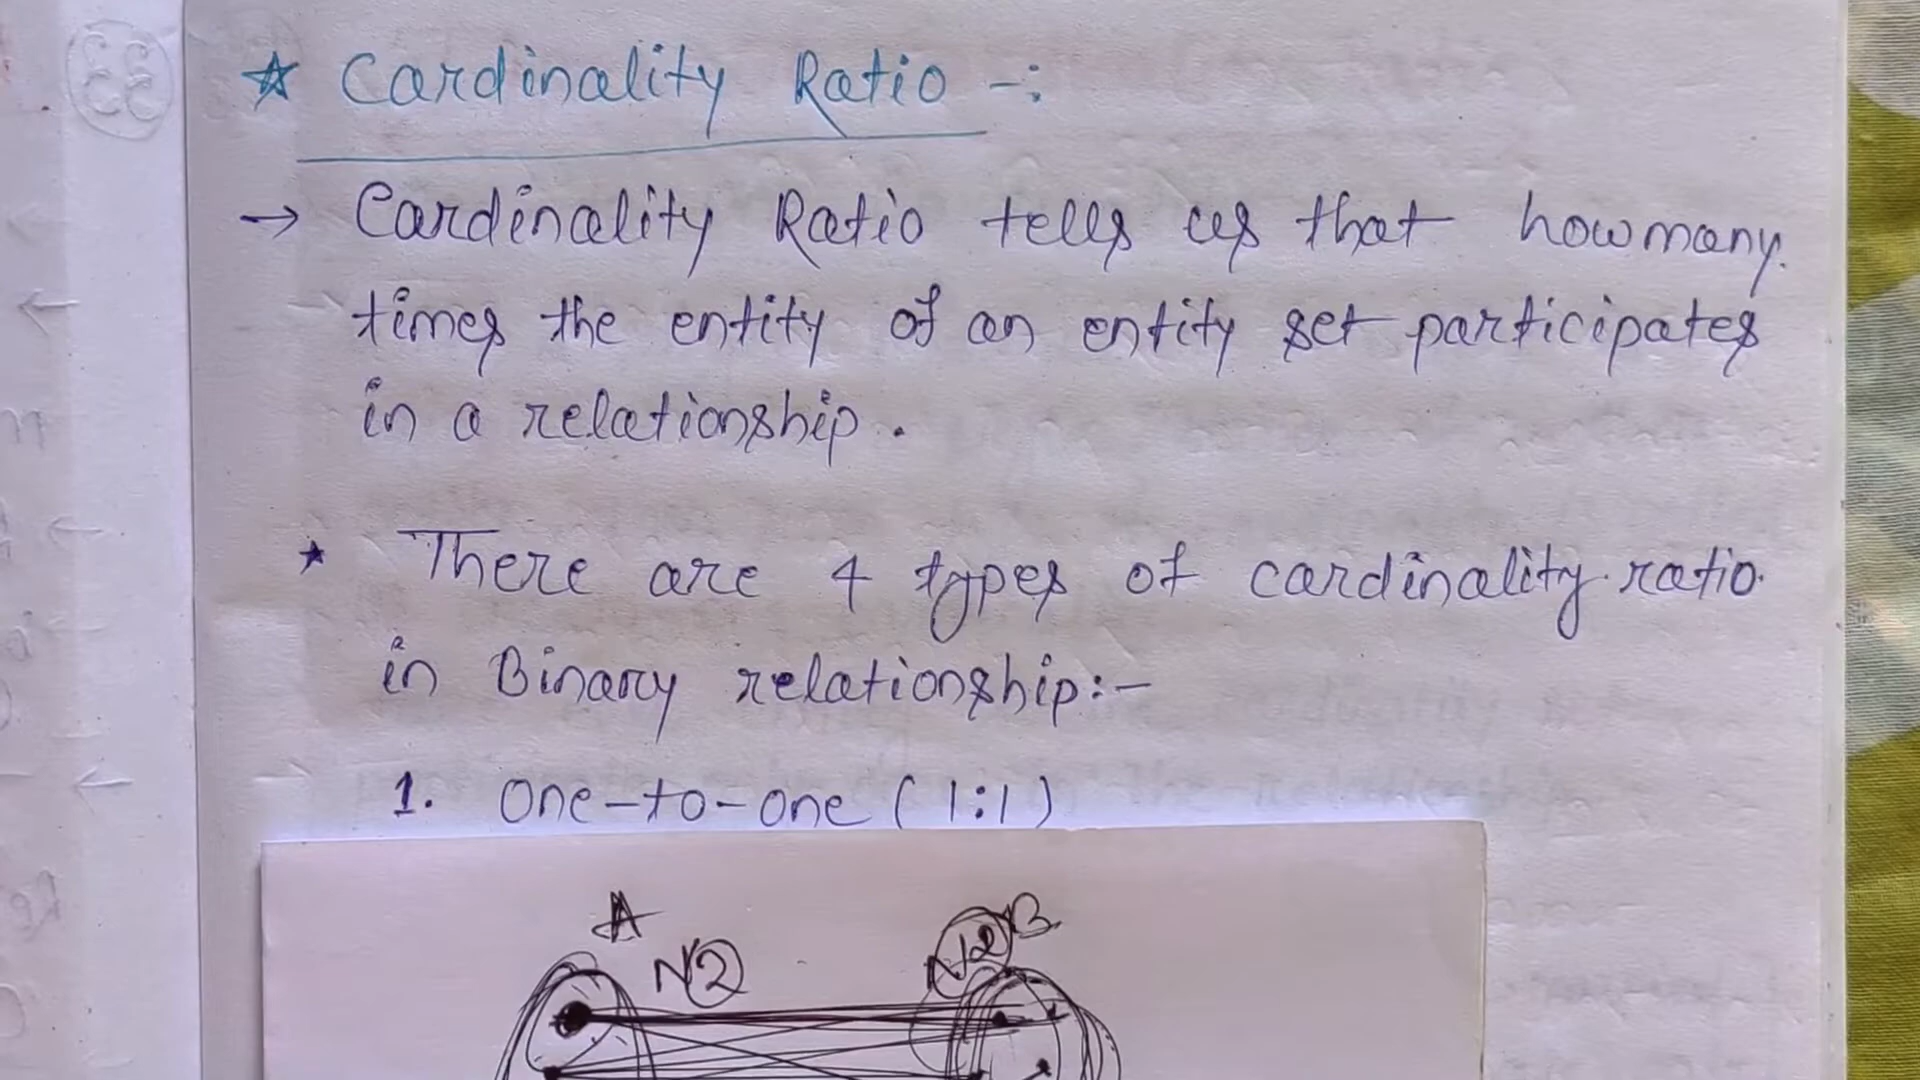 ☆ Cardinality Ratio -:
→ Cardinality Ratio tells us that howmany
times the entity of an entity set participates
in a relationship.
★ There are 4 types of cardinality ratio
in Binary relationship:-
1. One-to-one (1:1)
A
B
N2
N2